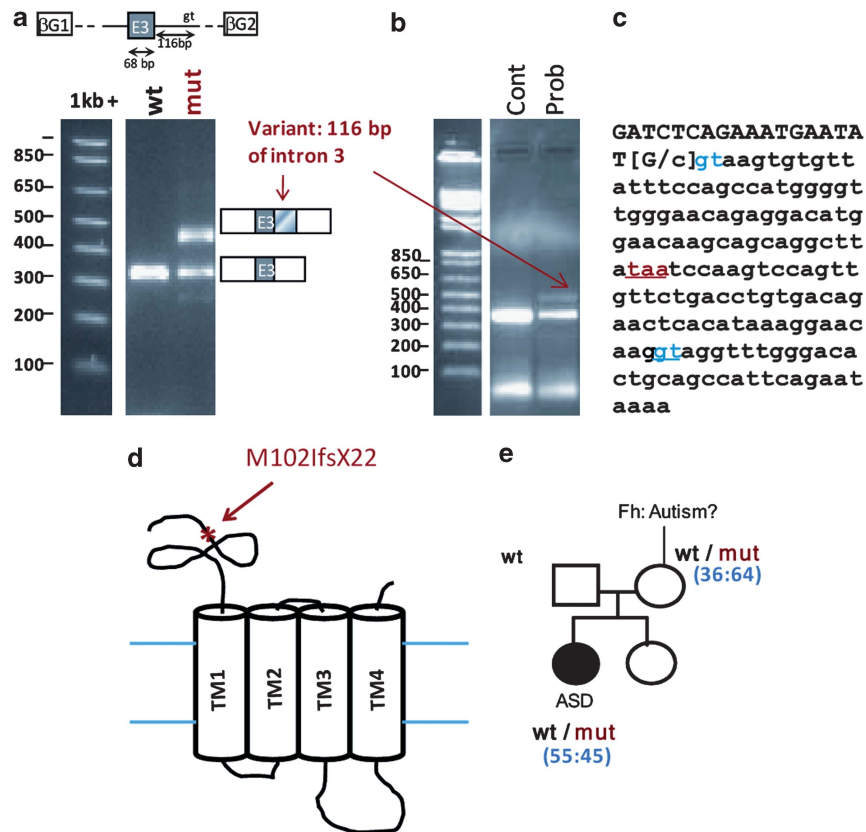 a
βG1
E3
gt
βG2
116bp
68 bp
1kb +
wt
mut
850
650
500
400
300
200
100
Variant: 116 bp
of intron 3
E3
E3
b
Cont
Prob
850
650
500
400
300
200
100
c
GATCTCAGAAATGAATA
T[G/c]gtaagtgtgtt
atttccagccatggggt
tgggaacagaggacatg
gaacaagcagcaggctt
ataatccaagtccagtt
gttctgacctgtgacag
aactcacataaaggaac
aaggtaggtttgggaca
ctgcagccattcagaat
aaaa
d
M102IfsX22
TM1
TM2
TM3
TM4
e
Fh: Autism?
wt
wt / mut
(36:64)
ASD
wt / mut
(55:45)